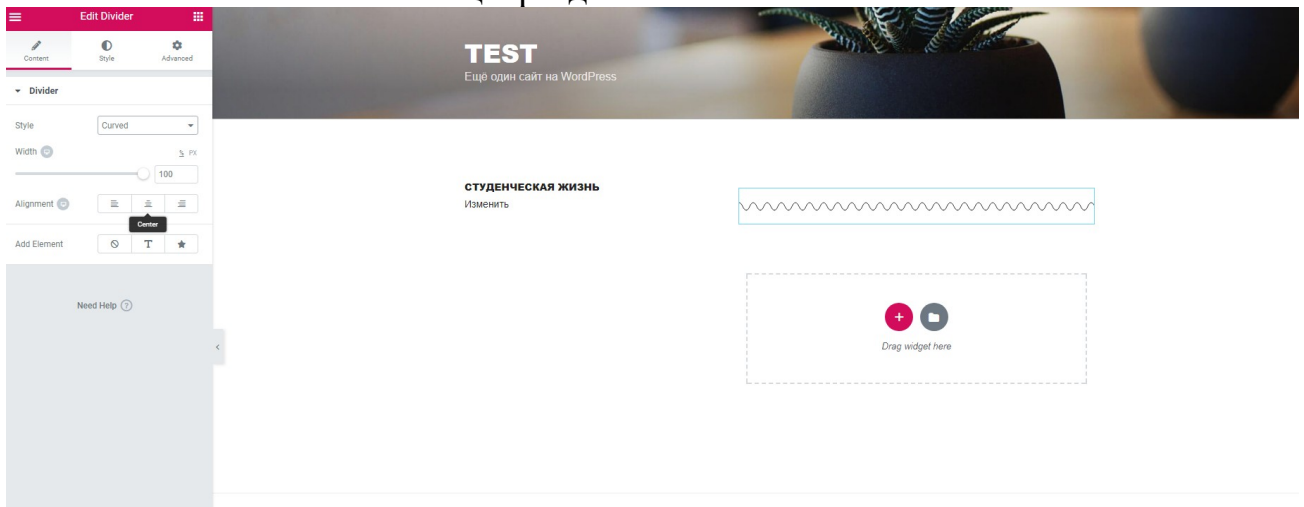 Edit Divider
Content
Style
Advanced
Divider
Style
Curved
Width
% PX
100
Alignment
Center
Add Element
T
Need Help ?
TEST
Ещё один сайт на WordPress
СТУДЕНЧЕСКАЯ ЖИЗНЬ
Изменить
Drag widget here